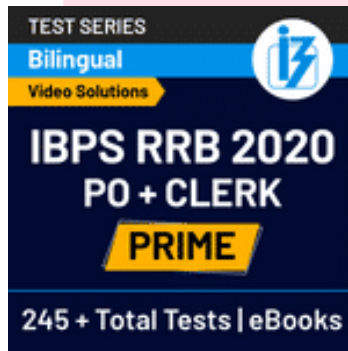 TEST SERIES
Bilingual
Video Solutions
IBPS RRB 2020
PO + CLERK
PRIME
245 + Total Tests | eBooks